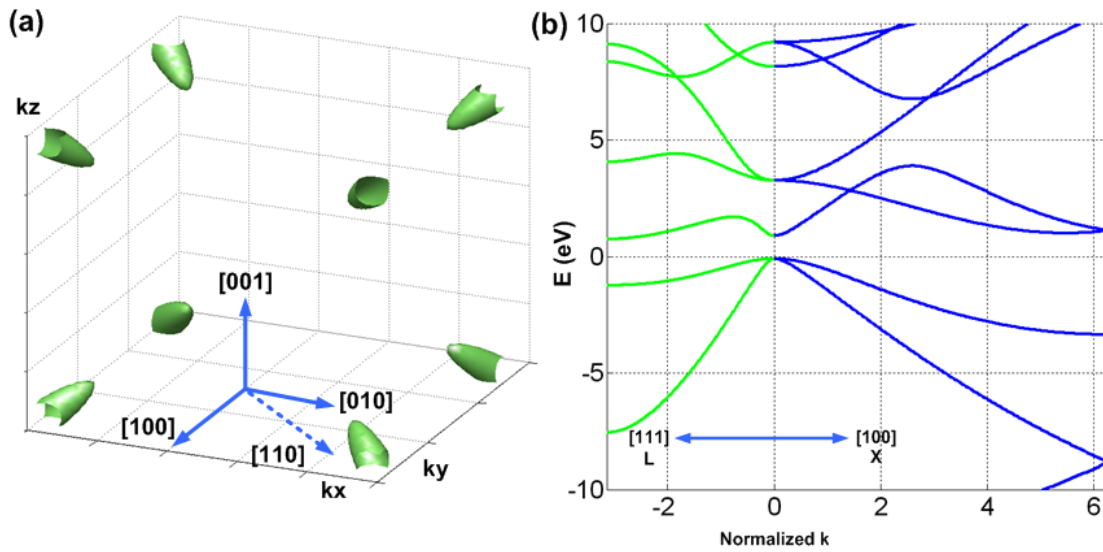 (a)
kz
[001]
[010]
[100]
[110]
ky
kx
(b)
E (eV)
10
5
0
-5
-10
[111]
L
[100]
X
-2
0
2
4
6
Normalized k